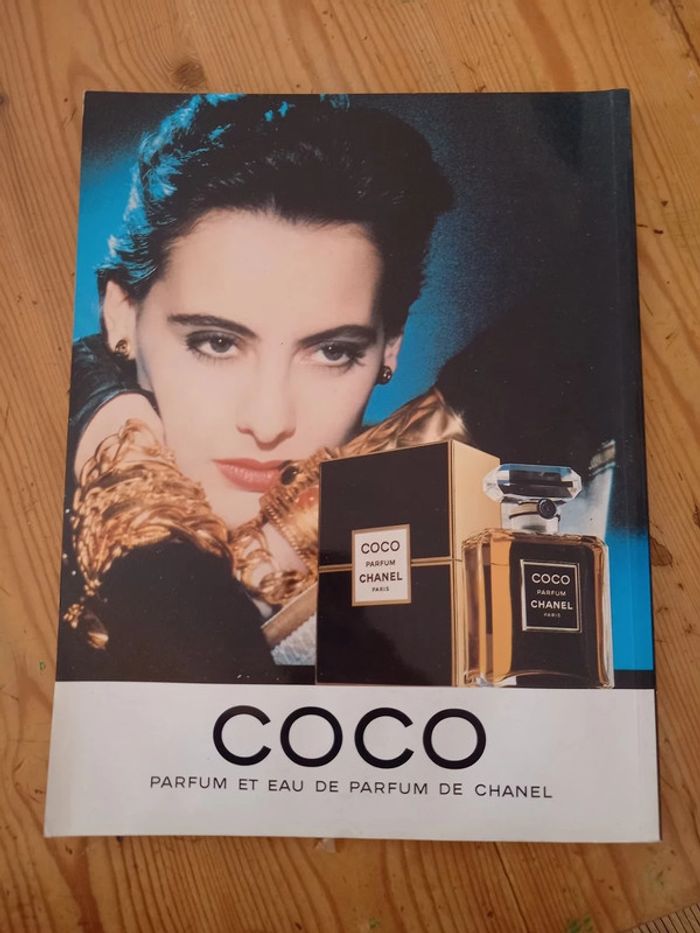 COCO
PARFUM
CHANEL
PARIS
COCO
PARFUM
CHANEL
PARIS
COCO
PARFUM ET EAU DE PARFUM DE CHANEL